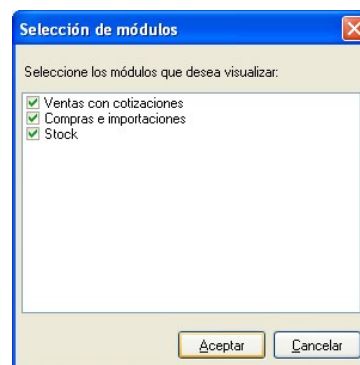 Selección de módulos
Seleccione los módulos que desea visualizar:
Ventas con cotizaciones
Compras e importaciones
Stock
Aceptar Cancelar